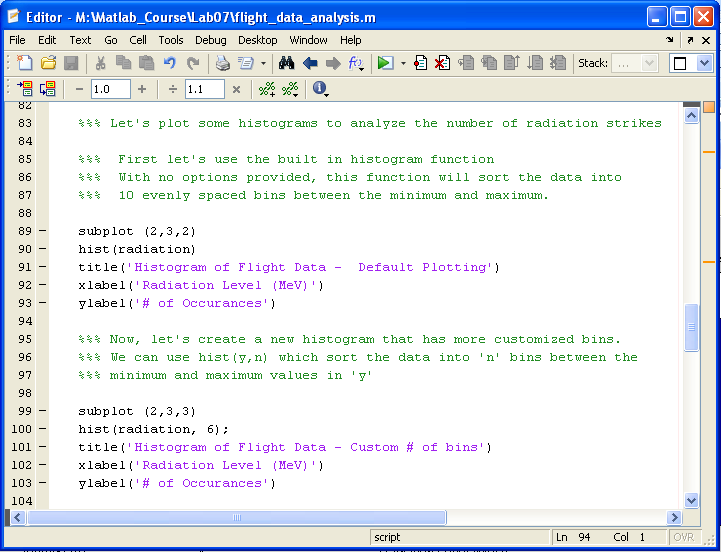 Editor - M:\Matlab_Course\Lab07\flight_data_analysis.m
File Edit Text Go Cell Tools Debug Desktop Window Help
Stack: ...
− 1.0 + ÷ 1.1 ×
82
83 %%% Let's plot some histograms to analyze the number of radiation strikes
84
85 %%%  First let's use the built in histogram function
86 %%%  With no options provided, this function will sort the data into
87 %%%  10 evenly spaced bins between the minimum and maximum.
88
89 − subplot (2,3,2)
90 − hist(radiation)
91 − title('Histogram of Flight Data -  Default Plotting')
92 − xlabel('Radiation Level (MeV)')
93 − ylabel('# of Occurances')
94
95 %%% Now, let's create a new histogram that has more customized bins.
96 %%% We can use hist(y,n) which sort the data into 'n' bins between the
97 %%% minimum and maximum values in 'y'
98
99 − subplot (2,3,3)
100 − hist(radiation, 6);
101 − title('Histogram of Flight Data - Custom # of bins')
102 − xlabel('Radiation Level (MeV)')
103 − ylabel('# of Occurances')
104
script Ln 94 Col 1 OVR